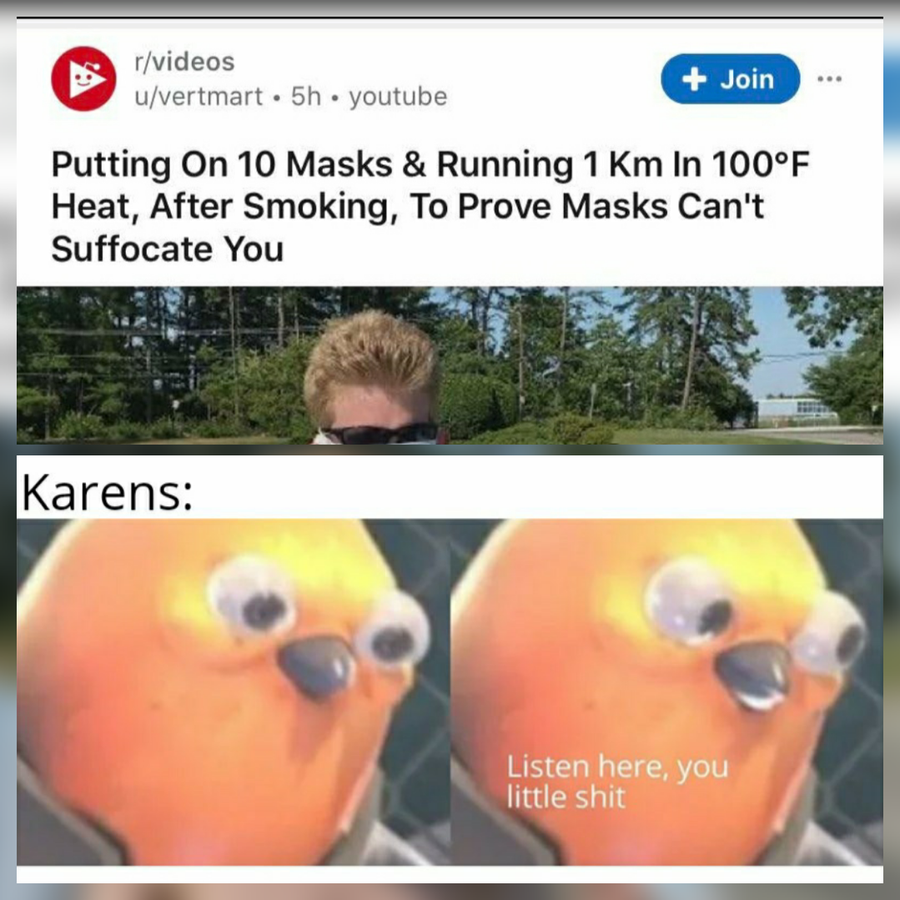 r/videos
u/vertmart • 5h • youtube
+ Join
Putting On 10 Masks & Running 1 Km In 100°F
Heat, After Smoking, To Prove Masks Can't
Suffocate You
Karens:
Listen here, you
little shit